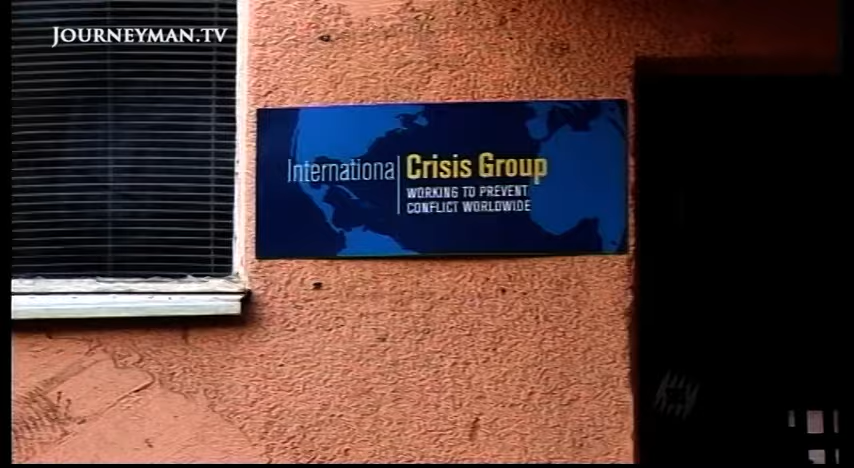 JOURNEYMAN.TV
International Crisis Group
WORKING TO PREVENT
CONFLICT WORLDWIDE